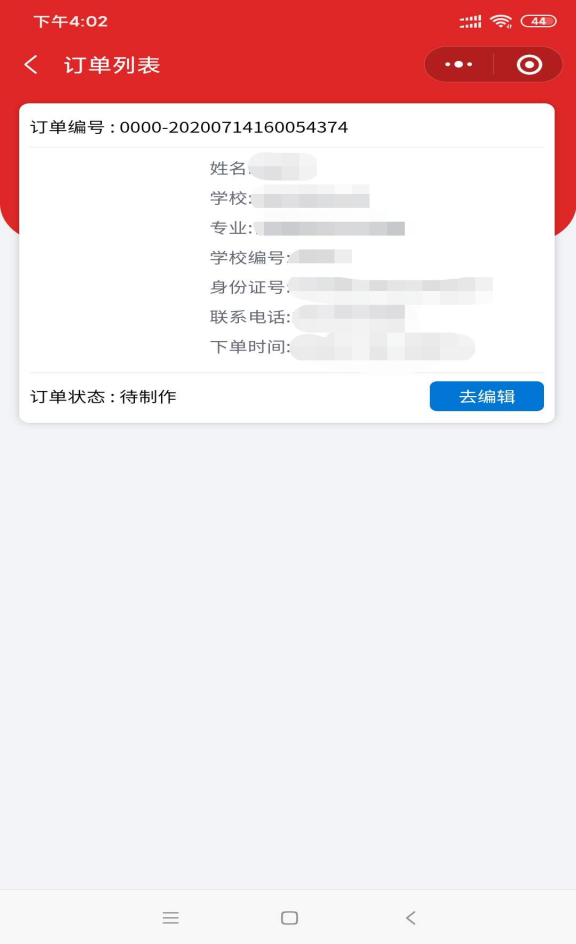 下午4:02
44
订单列表
订单编号 : 0000-20200714160054374
姓名:
学校:
专业:
学校编号:
身份证号:
联系电话:
下单时间:
订单状态 : 待制作
去编辑